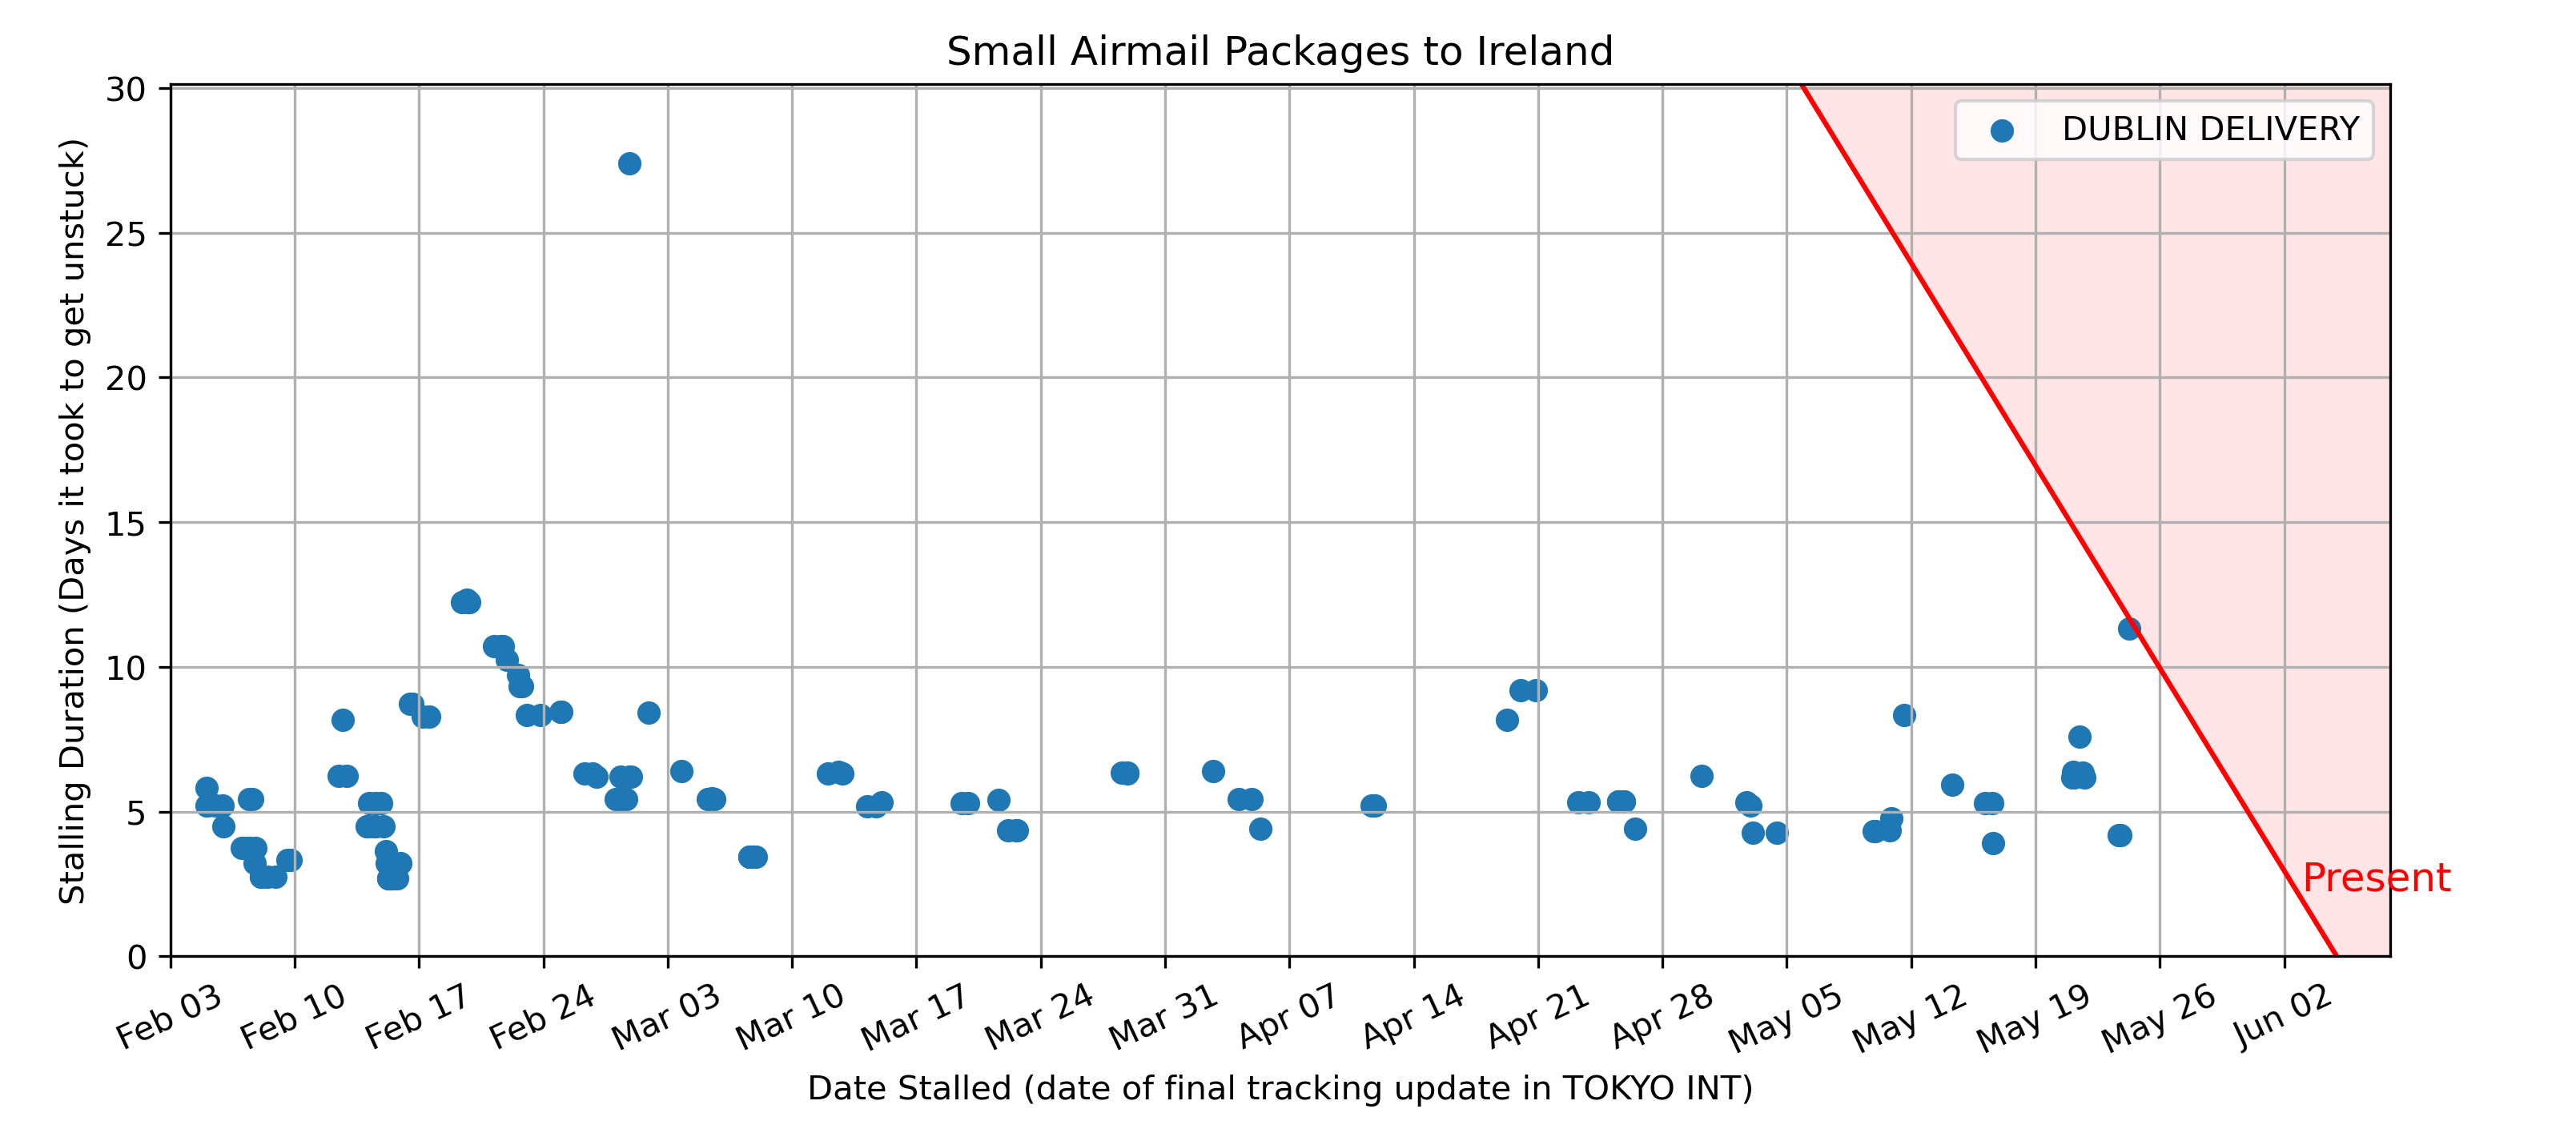 Small Airmail Packages to Ireland
DUBLIN DELIVERY
Stalling Duration (Days it took to get unstuck)
30
25
20
15
10
5
0
Present
Feb 03
Feb 10
Feb 17
Feb 24
Mar 03
Mar 10
Mar 17
Mar 24
Mar 31
Apr 07
Apr 14
Apr 21
Apr 28
May 05
May 12
May 19
May 26
Jun 02
Date Stalled (date of final tracking update in TOKYO INT)